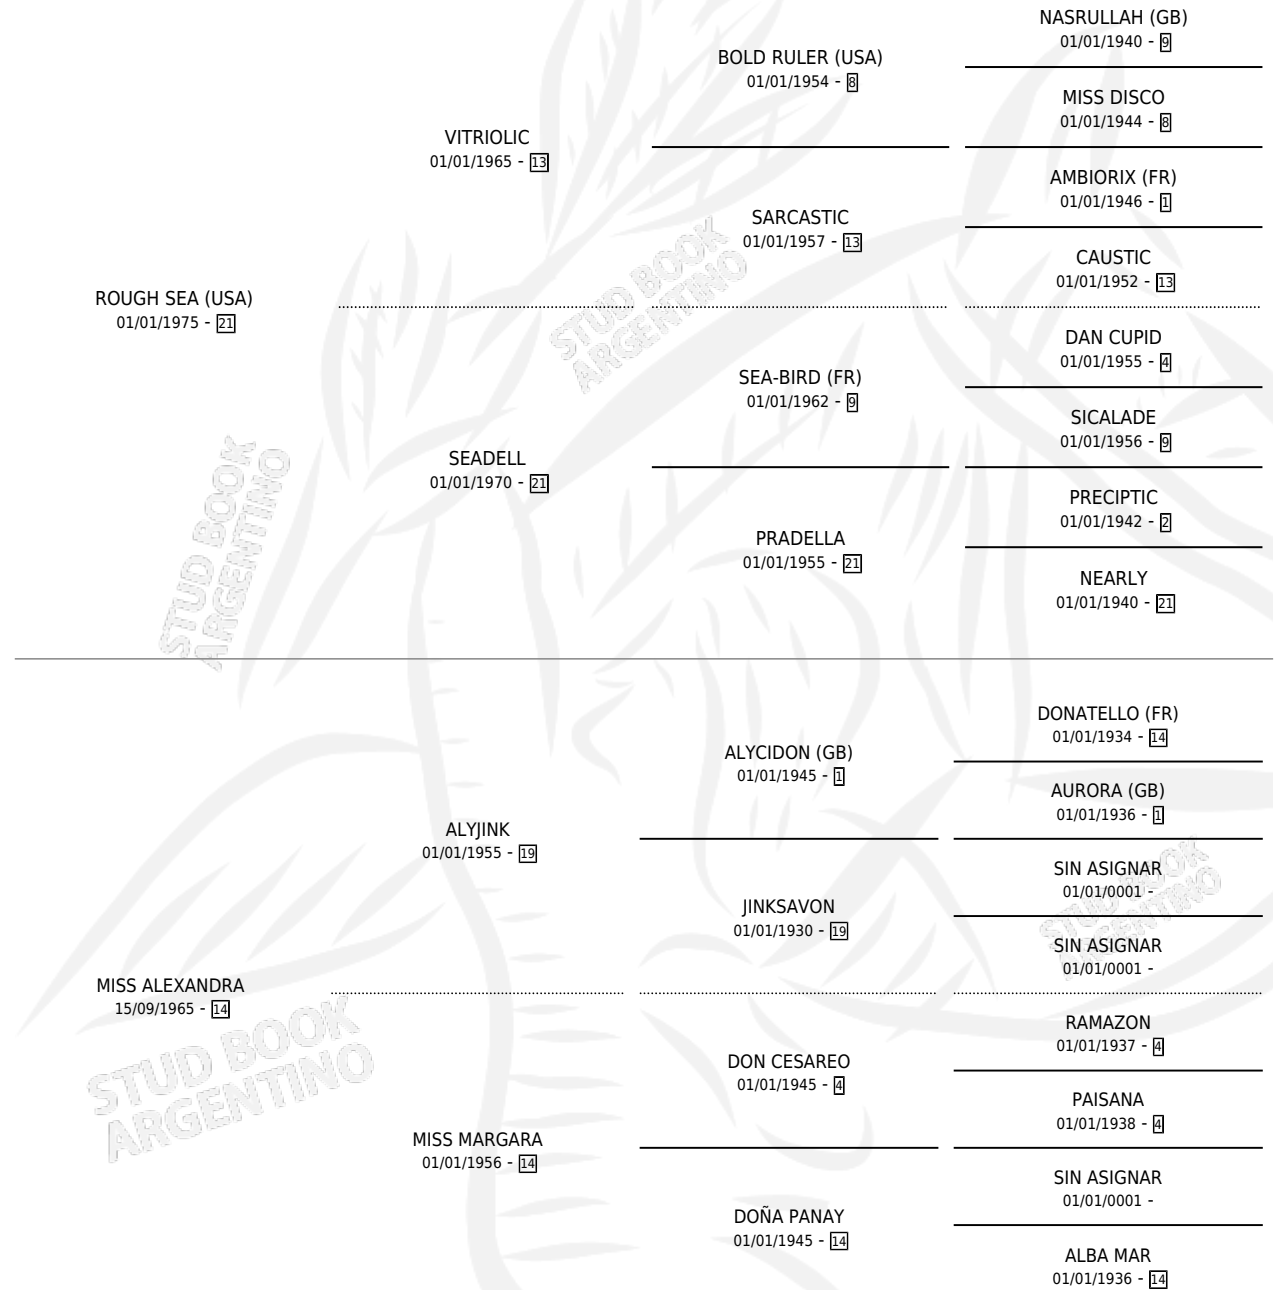 NASRULLAH (GB)
01/01/1940 - 9
BOLD RULER (USA)
01/01/1954 - 8
MISS DISCO
01/01/1944 - 8
VITRIOLIC
01/01/1965 - 13
AMBIORIX (FR)
01/01/1946 - 1
SARCASTIC
01/01/1957 - 13
CAUSTIC
01/01/1952 - 13
ROUGH SEA (USA)
01/01/1975 - 21
DAN CUPID
01/01/1955 - 4
SEA-BIRD (FR)
01/01/1962 - 9
SICALADE
01/01/1956 - 9
SEADELL
01/01/1970 - 21
PRECIPTIC
01/01/1942 - 2
PRADELLA
01/01/1955 - 21
NEARLY
01/01/1940 - 21
DONATELLO (FR)
01/01/1934 - 14
ALYCIDON (GB)
01/01/1945 - 1
AURORA (GB)
01/01/1936 - 1
ALYJINK
01/01/1955 - 19
SIN ASIGNAR
01/01/0001 -
JINKSAVON
01/01/1930 - 19
SIN ASIGNAR
01/01/0001 -
MISS ALEXANDRA
15/09/1965 - 14
RAMAZON
01/01/1937 - 4
DON CESAREO
01/01/1945 - 4
PAISANA
01/01/1938 - 4
MISS MARGARA
01/01/1956 - 14
SIN ASIGNAR
01/01/0001 -
DOÑA PANAY
01/01/1945 - 14
ALBA MAR
01/01/1936 - 14
STUD BOOK
ARGENTINO
STUD BOOK
ARGENTINO
STUD BOOK
ARGENTINO
STUD BOOK
ARGENTINO